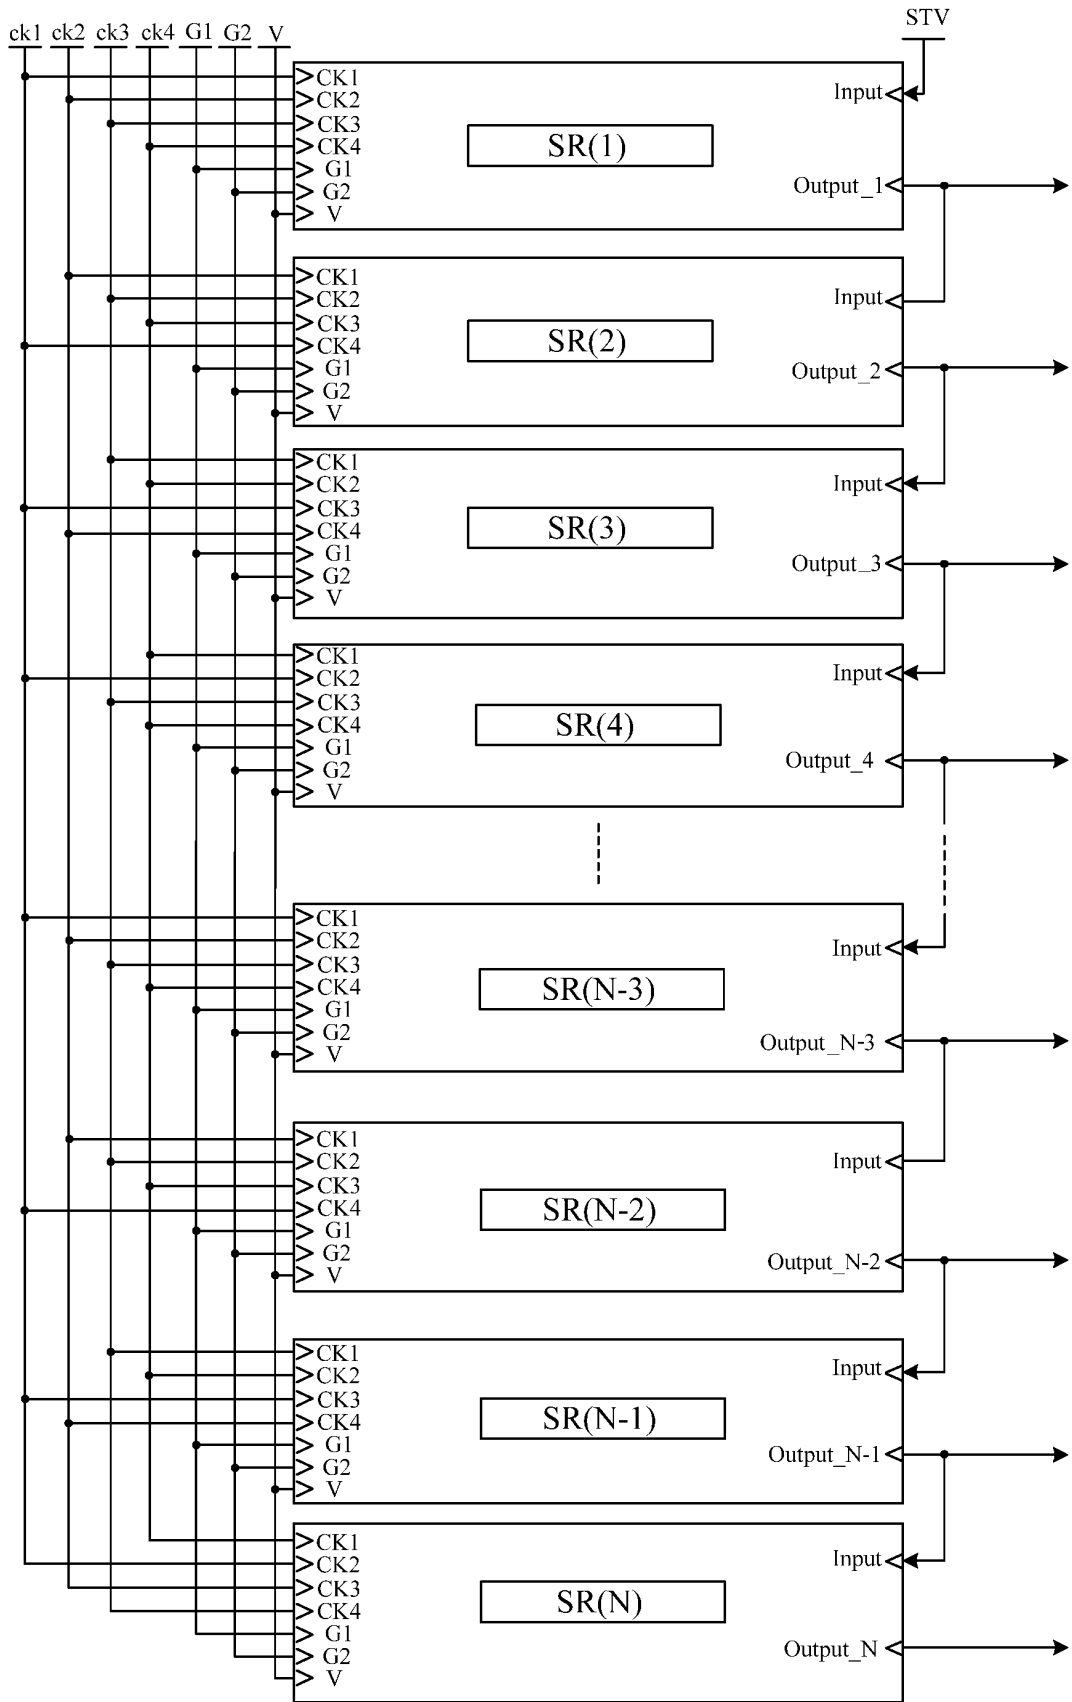 ck1 ck2 ck3 ck4 G1 G2 V
STV
CK1
CK2
CK3
CK4
G1
G2
V
SR(1)
Input
Output_1
CK1
CK2
CK3
CK4
G1
G2
V
SR(2)
Input
Output_2
CK1
CK2
CK3
CK4
G1
G2
V
SR(3)
Input
Output_3
CK1
CK2
CK3
CK4
G1
G2
V
SR(4)
Input
Output_4
CK1
CK2
CK3
CK4
G1
G2
V
SR(N-3)
Input
Output_N-3
CK1
CK2
CK3
CK4
G1
G2
V
SR(N-2)
Input
Output_N-2
CK1
CK2
CK3
CK4
G1
G2
V
SR(N-1)
Input
Output_N-1
CK1
CK2
CK3
CK4
G1
G2
V
SR(N)
Input
Output_N